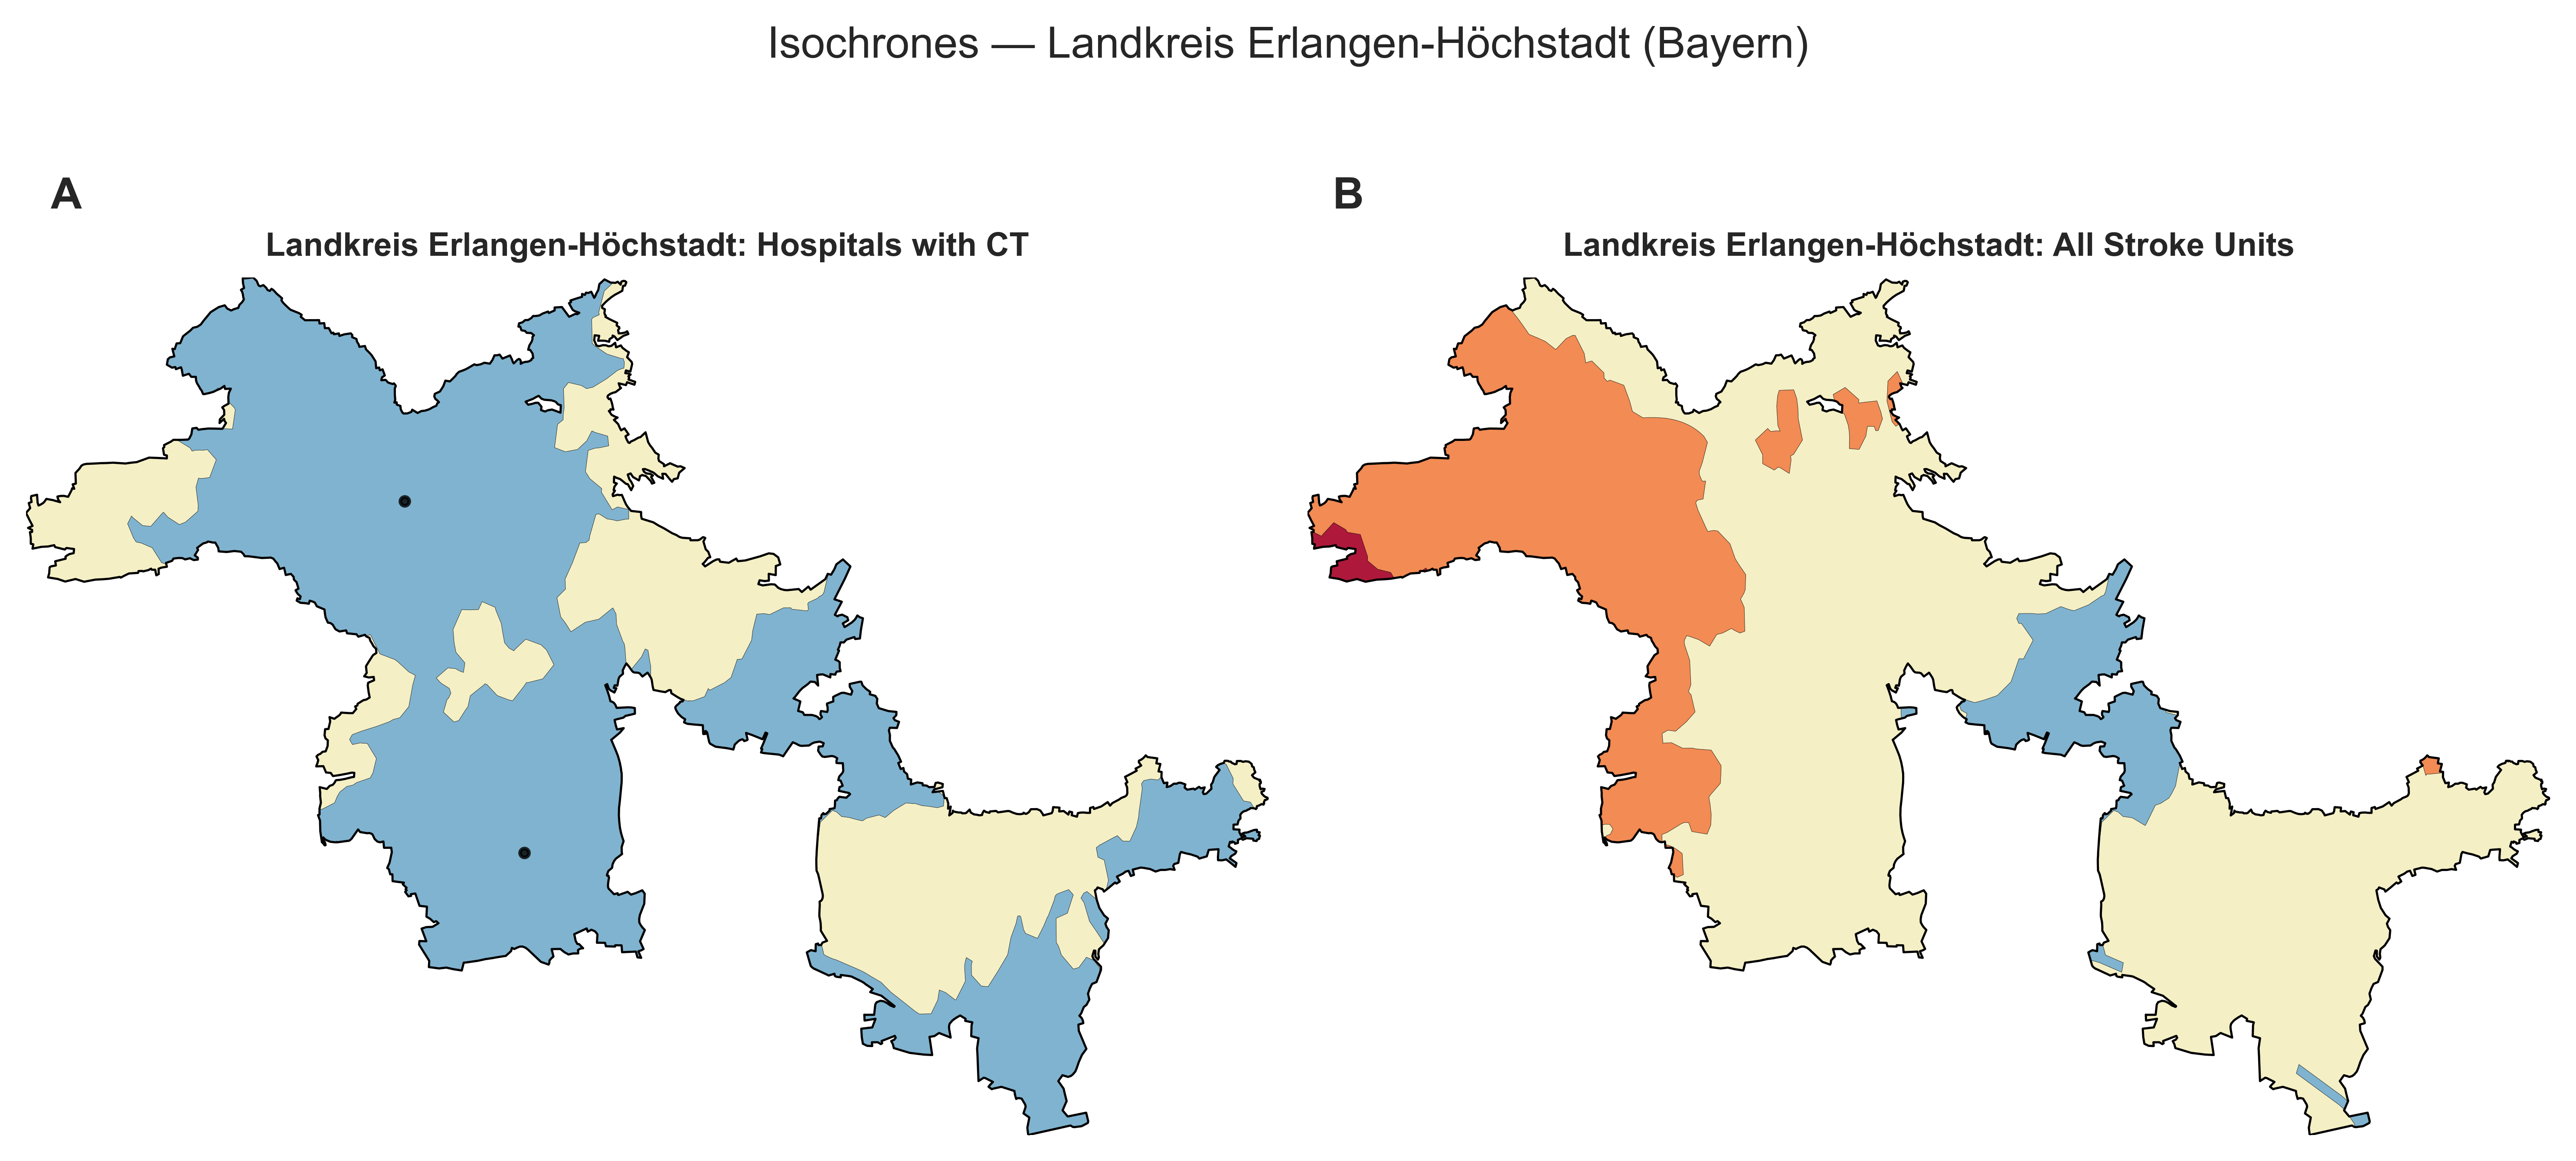 Isochrones — Landkreis Erlangen-Höchstadt (Bayern)
A
B
Landkreis Erlangen-Höchstadt: Hospitals with CT
Landkreis Erlangen-Höchstadt: All Stroke Units